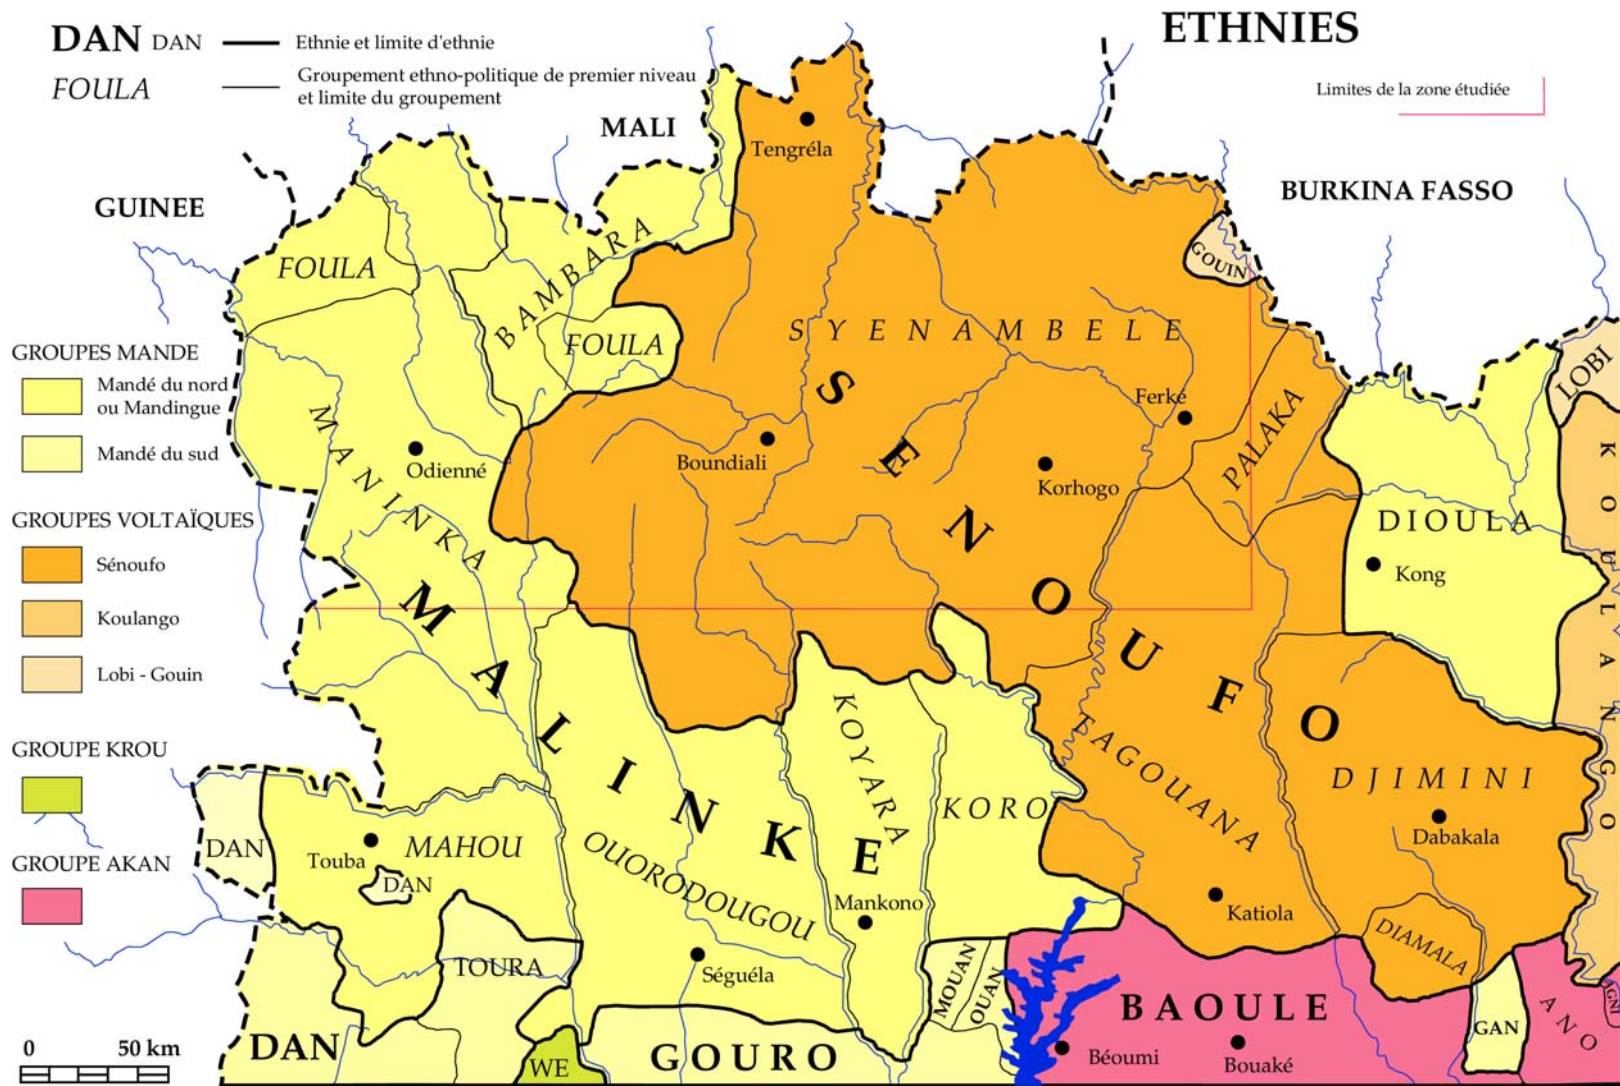 ETHNIES
DAN DAN Ethnie et limite d'ethnie
FOULA Groupement ethno-politique de premier niveau
et limite du groupement
Limites de la zone étudiée
MALI
GUINEE
BURKINA FASSO
Tengréla
FOULA
BAMBARA
FOULA
GOUIN
SYENAMBELE
LOBI
GROUPES MANDE
Mandé du nord
ou Mandingue
Mandé du sud
GROUPES VOLTAÏQUES
Sénoufo
Koulango
Lobi - Gouin
GROUPE KROU
GROUPE AKAN
MANINKA
Odienné
Boundiali
Ferké
Korhogo
PALAKA
SENOUFO
DIOULA
Kong
KOULANGO
MALINKE
KOYARA
KORO
TAGOUANA
DJIMINI
Dabakala
DAN
Touba
MAHOU
DAN
OUORODOUGOU
Mankono
Katiola
DIAMALA
TOURA
Séguéla
MOUAN
OUAN
BAOULE
Béoumi
Bouaké
GAN
ANO
AGNI
DAN
WE
GOURO
0 50 km